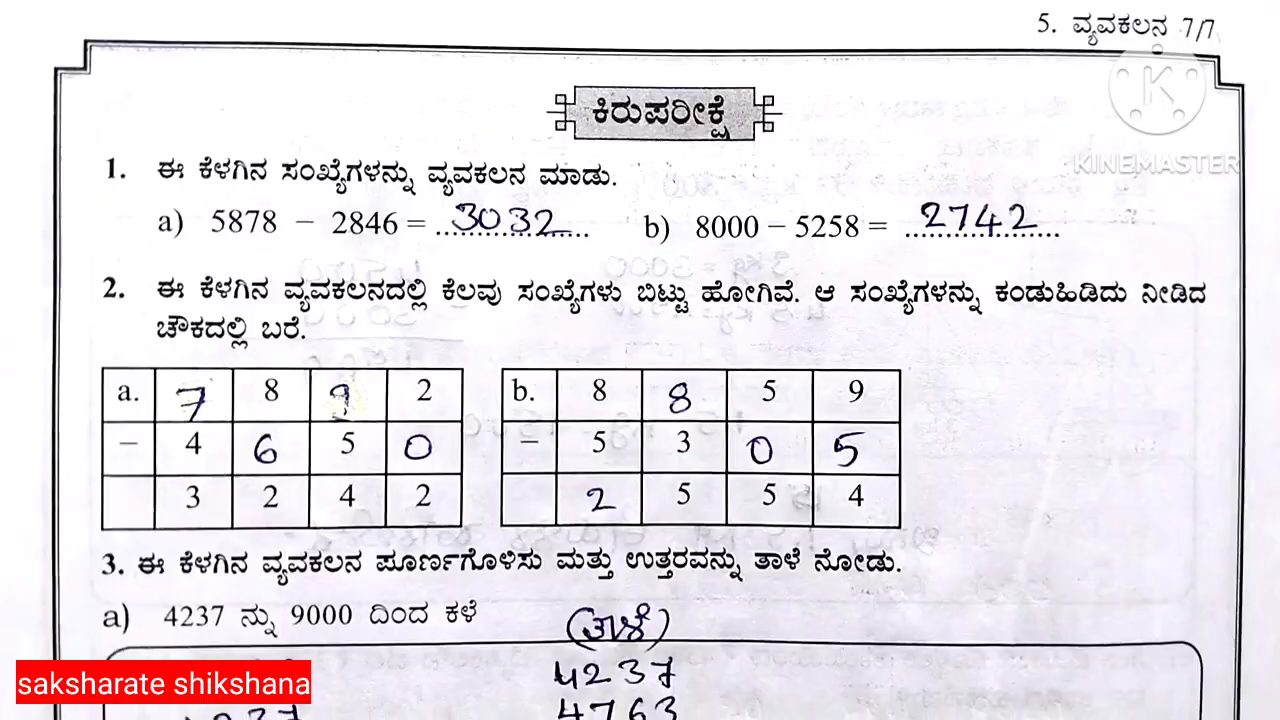 5. ವ್ಯವಕಲನ 7/7
ಕಿರುಪರೀಕ್ಷೆ
KINEMASTER
1. ಈ ಕೆಳಗಿನ ಸಂಖ್ಯೆಗಳನ್ನು ವ್ಯವಕಲನ ಮಾಡು.
a) 5878 – 2846 = 3032 b) 8000 – 5258 = 2742
2. ಈ ಕೆಳಗಿನ ವ್ಯವಕಲನದಲ್ಲಿ ಕೆಲವು ಸಂಖ್ಯೆಗಳು ಬಿಟ್ಟು ಹೋಗಿವೆ. ಆ ಸಂಖ್ಯೆಗಳನ್ನು ಕಂಡುಹಿಡಿದು ನೀಡಿದ
ಚೌಕದಲ್ಲಿ ಬರೆ.
a. 7 8 9 2
– 4 6 5 0
3 2 4 2
b. 8 8 5 9
– 5 3 0 5
2 5 5 4
3. ಈ ಕೆಳಗಿನ ವ್ಯವಕಲನ ಪೂರ್ಣಗೊಳಿಸು ಮತ್ತು ಉತ್ತರವನ್ನು ತಾಳೆ ನೋಡು.
a) 4237 ನ್ನು 9000 ದಿಂದ ಕಳೆ
(ತಾಳೆ)
4237
4763
saksharate shikshana